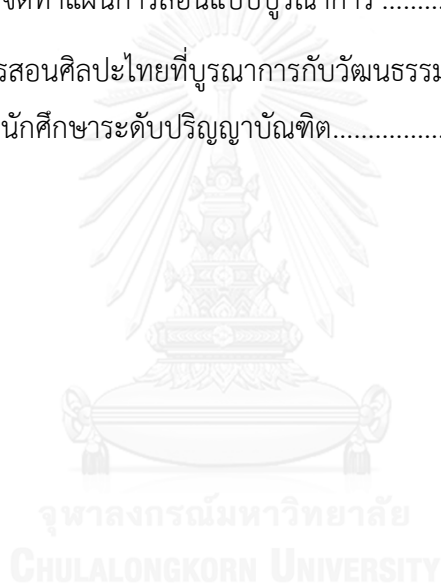 จัดทำแผนการสอนแบบบูรณาการ ..........
รสอนศิลปะไทยที่บูรณาการกับวัฒนธรรม
นักศึกษาระดับปริญญาบัณฑิต.................
จุฬาลงกรณ์มหาวิทยาลัย
CHULALONGKORN UNIVERSITY